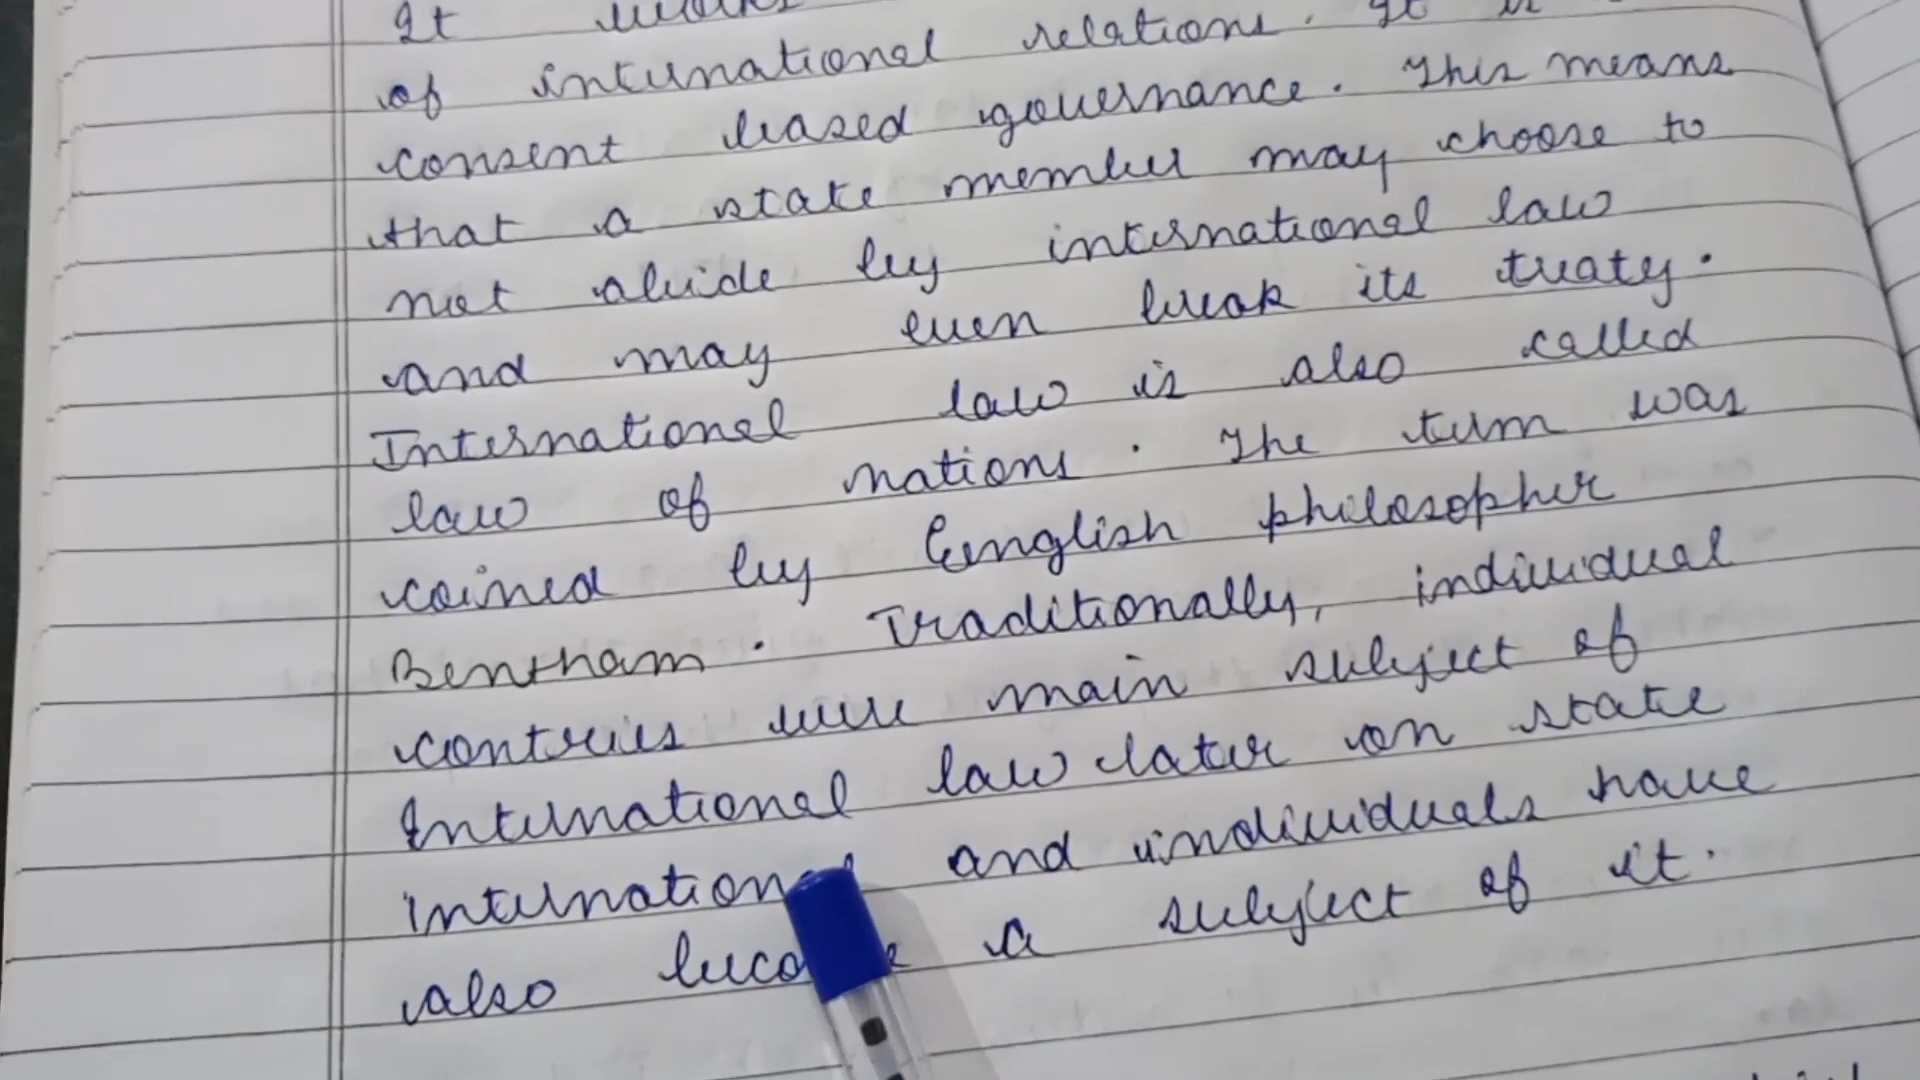 It
of international relations. It is
consent based governance. This means
that a state member may choose to
not abide by international law
and may even break its treaty.
International law is also called
law of nations. The term was
coined by English philosopher
Bentham. Traditionally, individual
contries were main subject of
International law later on state
internation and individuals have
also a subject of it.